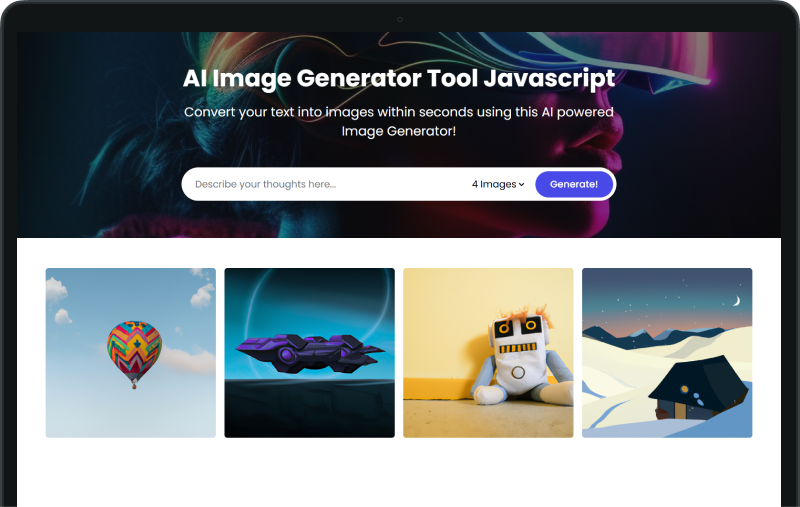 AI Image Generator Tool Javascript
Convert your text into images within seconds using this AI powered
Image Generator!
Describe your thoughts here...
4 Images
Generate!